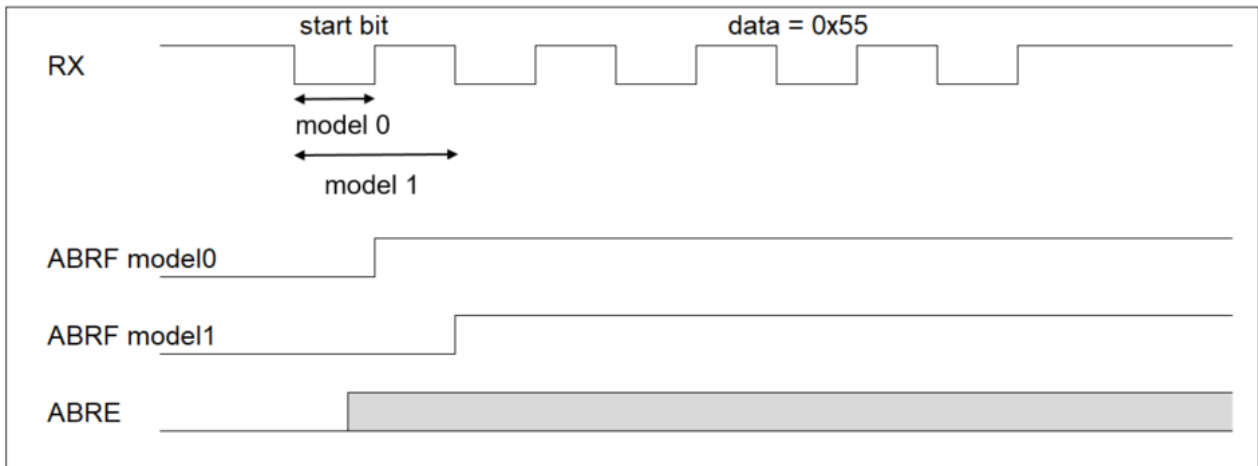 start bit
data = 0x55
RX
model 0
model 1
ABRF model0
ABRF model1
ABRE